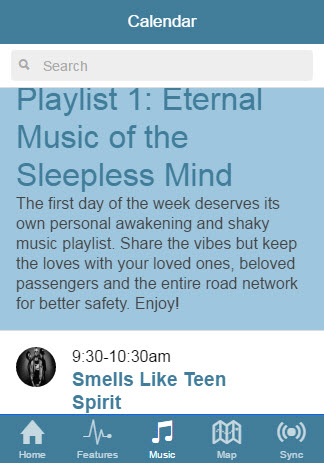 Calendar
Search
Playlist 1: Eternal
Music of the
Sleepless Mind
The first day of the week deserves its
own personal awakening and shaky
music playlist. Share the vibes but keep
the loves with your loved ones, beloved
passengers and the entire road network
for better safety. Enjoy!
9:30-10:30am
Smells Like Teen
Spirit
Home Features Music Map Sync